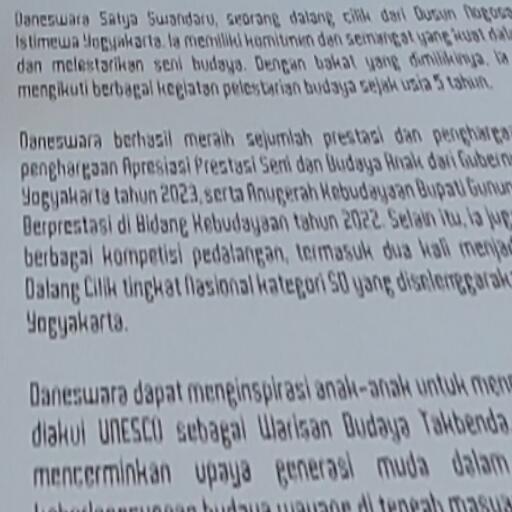 Daneswara Satya Swandaru, seorang dalang cilik dari Dusun
Istimewa Yogyakarta. Ia memiliki komitmen dan semangat yang kuat
dan melestarikan seni budaya. Dengan bakat yang dimilikinya, ia
mengikuti berbagai kegiatan pelestarian budaya sejak usia 5 tahun.
Daneswara berhasil meraih sejumlah prestasi dan
penghargaan Apresiasi Prestasi Seni dan Budaya Anak dari
Yogyakarta tahun 2023, serta Anugerah Kebudayaan Bupati
Berprestasi di Bidang Kebudayaan tahun 2022. Selain itu, ia
berbagai kompetisi pedalangan, termasuk dua kali
Dalang Cilik tingkat Nasional kategori SD yang
Yogyakarta.
Daneswara dapat menginspirasi anak-anak untuk
diakui UNESCO sebagai Warisan Budaya Takbenda.
mencerminkan upaya generasi muda dalam
budaya wayang di tengah